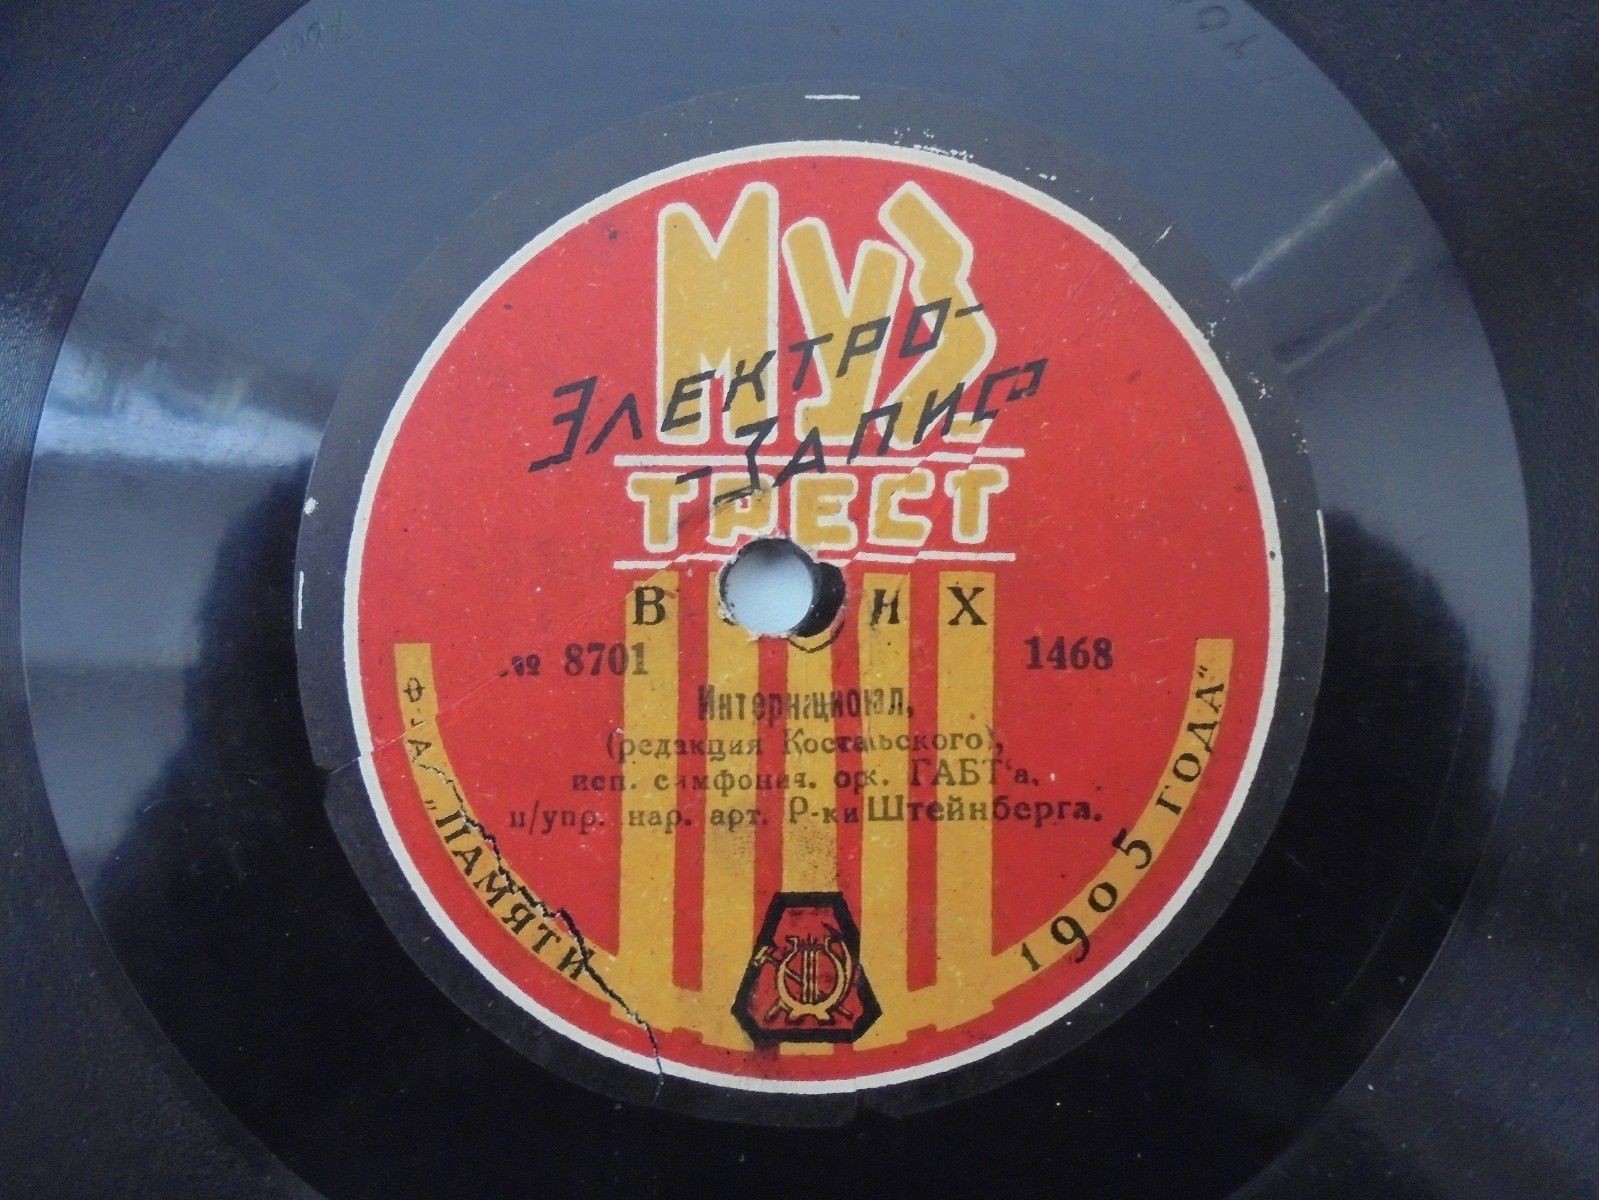 МУЗ
ЭЛЕКТРО-
-ЗАПИСЬ
ТРЕСТ
№ 8701
1468
Интернационал,
(редакция Костальского),
исп. симфонич. орк. ГАБТ‘а.
п/упр. нар. арт. Р-ки Штейнберга.
Ф-КА „ПАМЯТИ
1905 ГОДА“